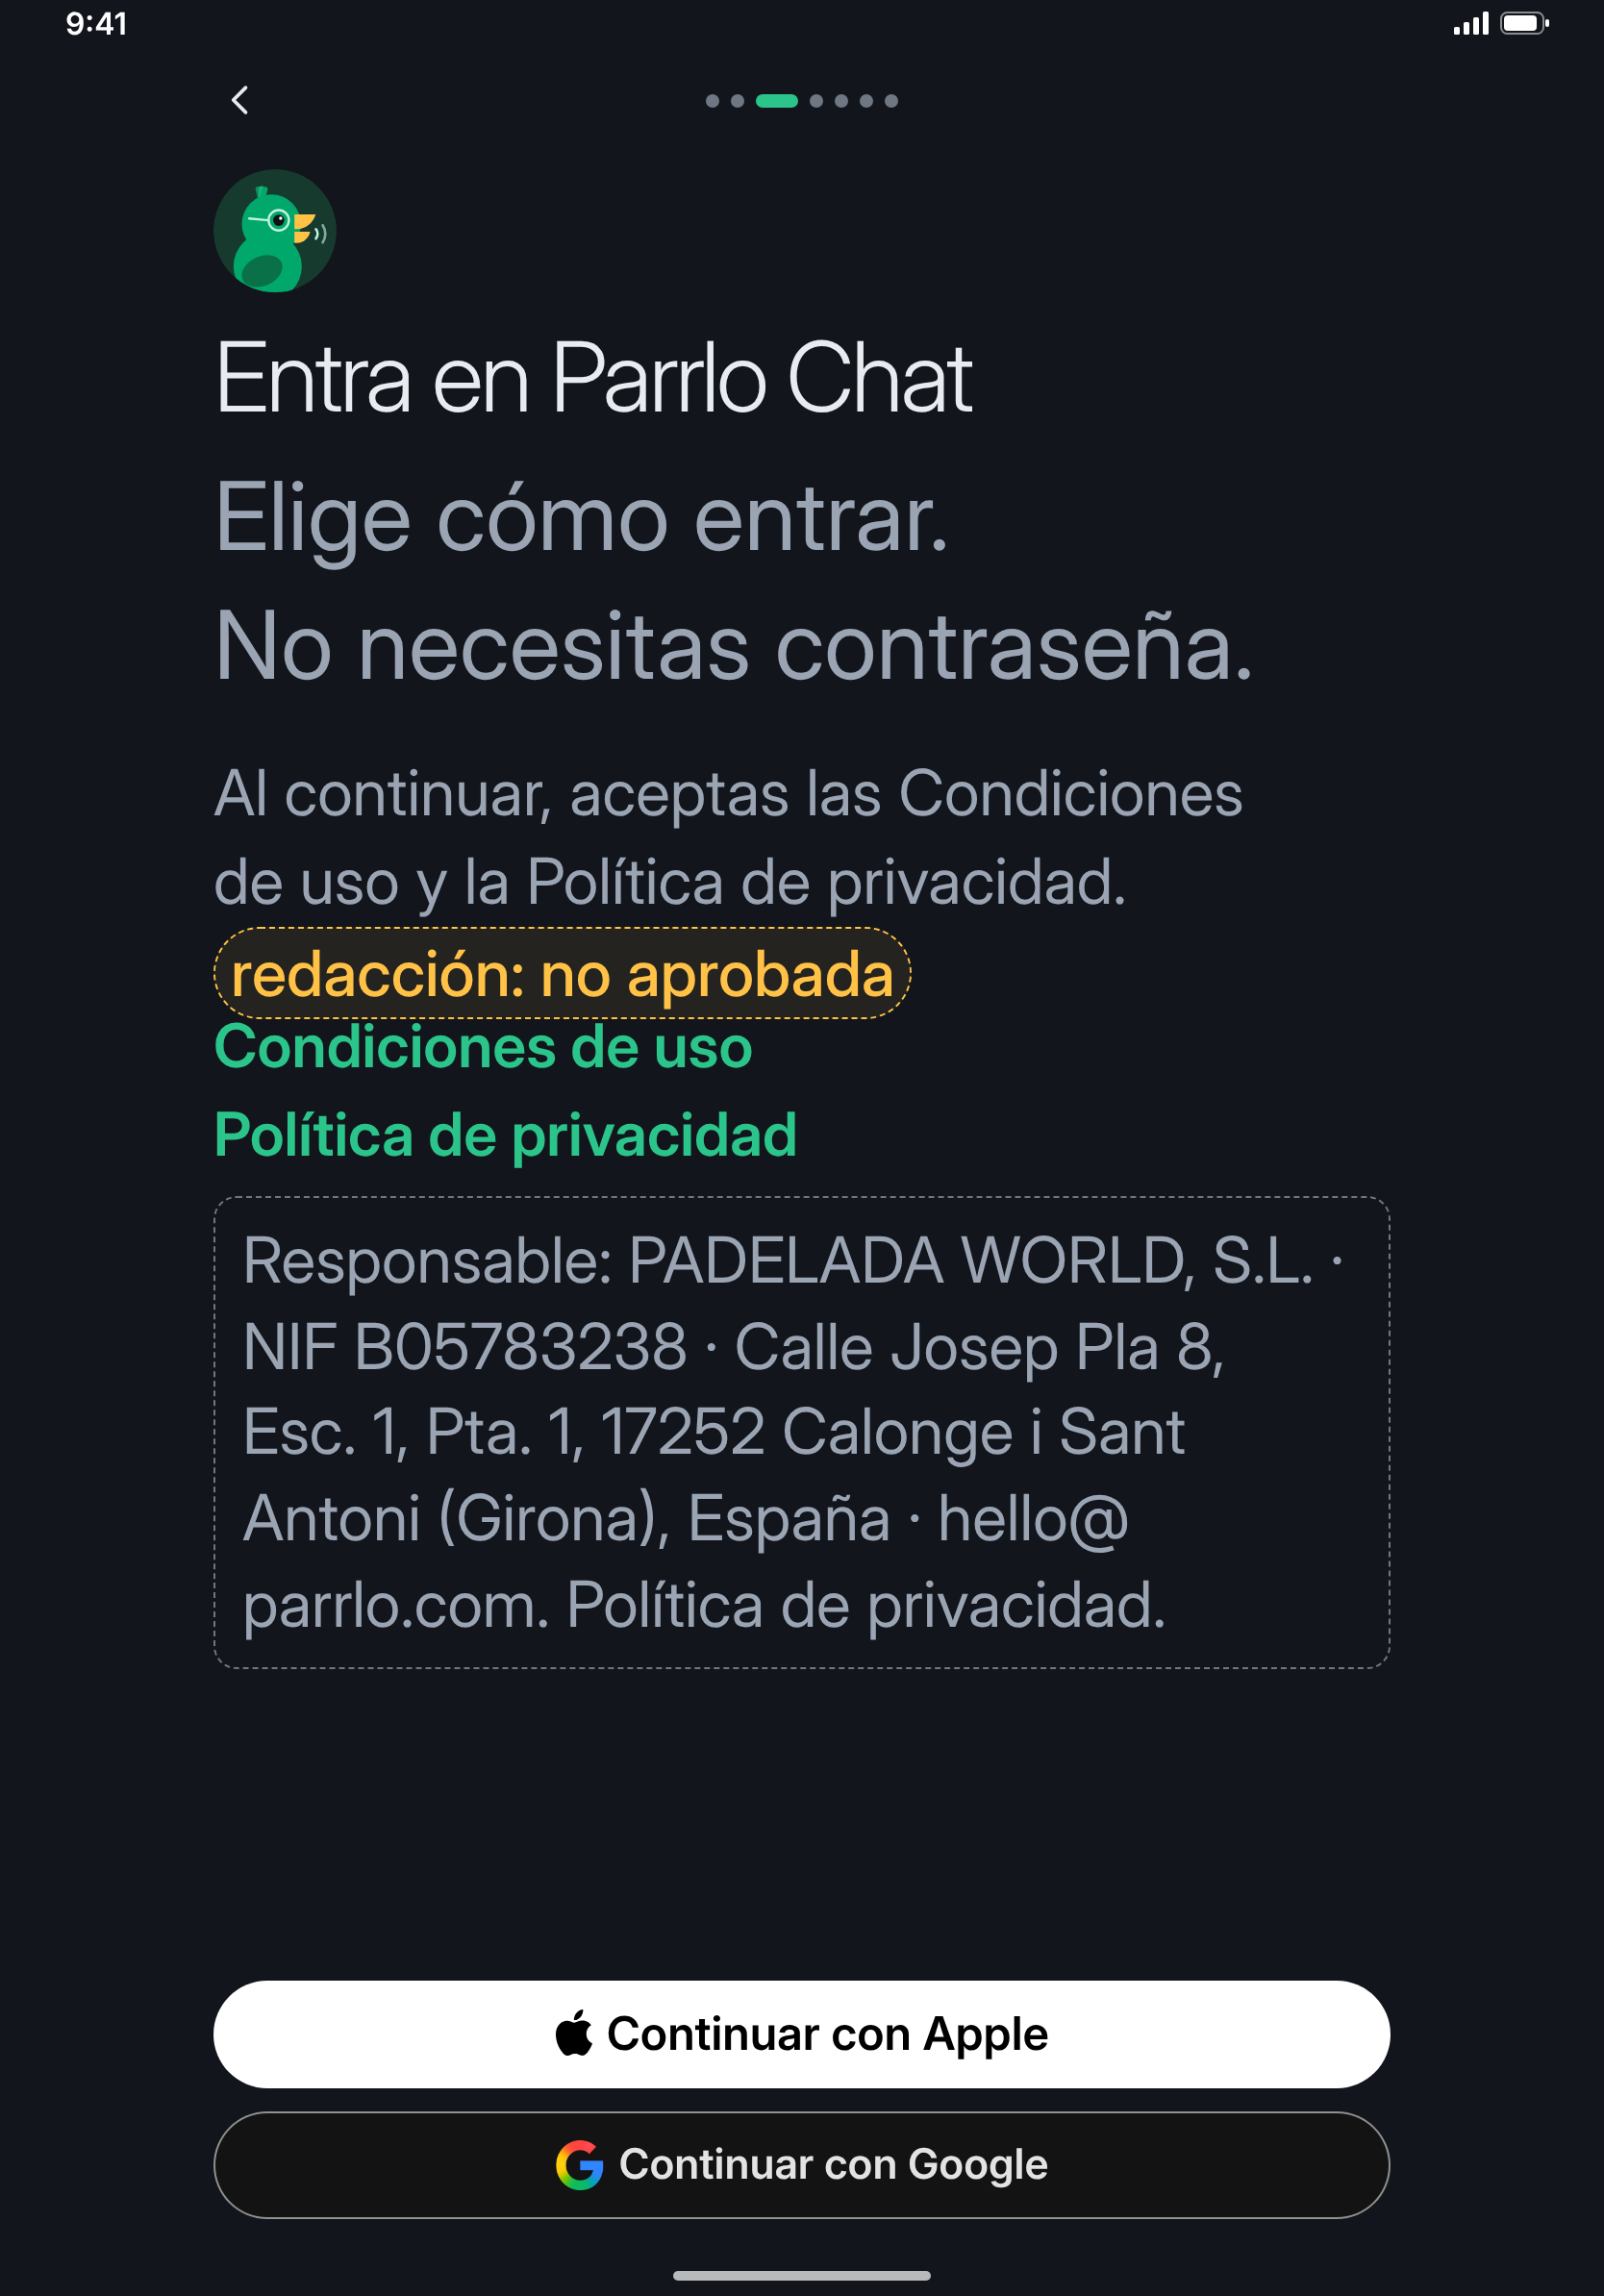 9:41
Entra en Parrlo Chat
Elige cómo entrar.
No necesitas contraseña.
Al continuar, aceptas las Condiciones
de uso y la Política de privacidad.
redacción: no aprobada
Condiciones de uso
Política de privacidad
Responsable: PADELADA WORLD, S.L. ·
NIF B05783238 · Calle Josep Pla 8,
Esc. 1, Pta. 1, 17252 Calonge i Sant
Antoni (Girona), España · hello@
parrlo.com. Política de privacidad.
Continuar con Apple
Continuar con Google